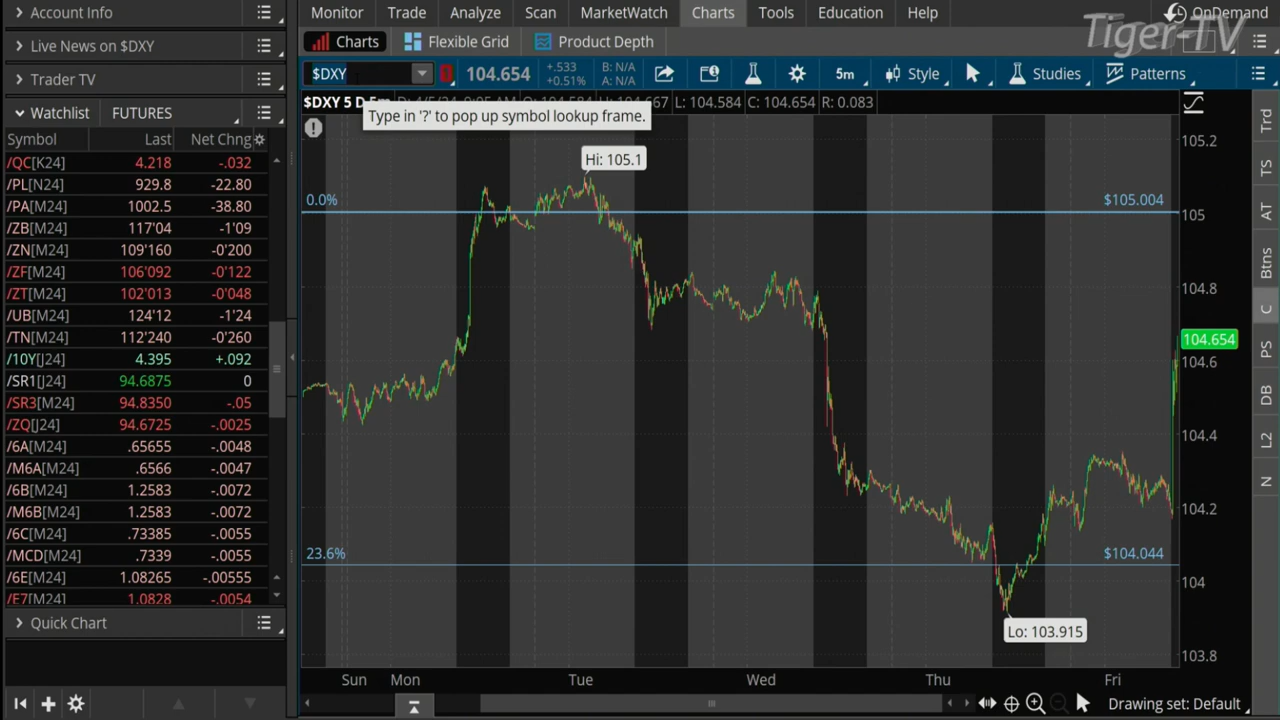 Account Info
Live News on $DXY
Trader TV
Watchlist FUTURES
Symbol Last Net Chng
/QC[K24] 4.218 -.032
/PL[N24] 929.8 -22.80
/PA[M24] 1002.5 -38.80
/ZB[M24] 117'04 -1'09
/ZN[M24] 109'160 -0'200
/ZF[M24] 106'092 -0'122
/ZT[M24] 102'013 -0'048
/UB[M24] 124'12 -1'24
/TN[M24] 112'240 -0'260
/10Y[J24] 4.395 +.092
/SR1[J24] 94.6875 0
/SR3[M24] 94.8350 -.05
/ZQ[J24] 94.6725 -.0025
/6A[M24] .65655 -.0048
/M6A[M24] .6566 -.0047
/6B[M24] 1.2583 -.0072
/M6B[M24] 1.2583 -.0072
/6C[M24] .73385 -.0055
/MCD[M24] .7339 -.0055
/6E[M24] 1.08265 -.00555
/E7[M24] 1.0828 -.0054
Quick Chart
Monitor Trade Analyze Scan MarketWatch Charts Tools Education Help OnDemand
Tiger-TV
Charts Flexible Grid Product Depth
$DXY 104.654 +.533 +0.51% B: N/A A: N/A 5m Style Studies Patterns
$DXY 5 D 5m L: 104.584 C: 104.654 R: 0.083
Type in '?' to pop up symbol lookup frame.
Hi: 105.1
0.0% $105.004
23.6% $104.044
Lo: 103.915
105.2
105
104.8
104.654
104.6
104.4
104.2
104
103.8
Sun Mon Tue Wed Thu Fri
Drawing set: Default
Trd
TS
AT
Btns
C
PS
DB
L2
N